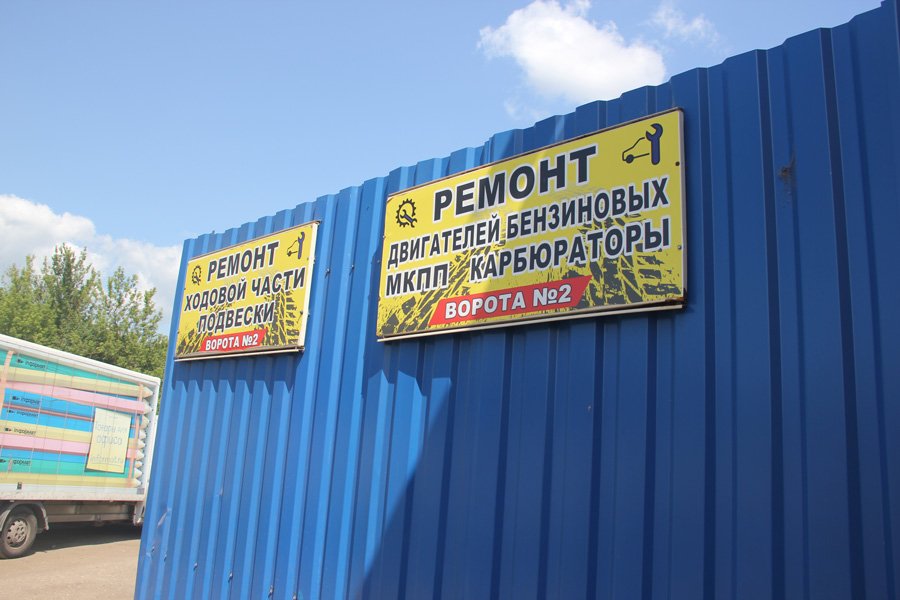 РЕМОНТ
ХОДОВОЙ ЧАСТИ
ПОДВЕСКИ
ВОРОТА №2
РЕМОНТ
ДВИГАТЕЛЕЙ БЕНЗИНОВЫХ
МКПП КАРБЮРАТОРЫ
ВОРОТА №2